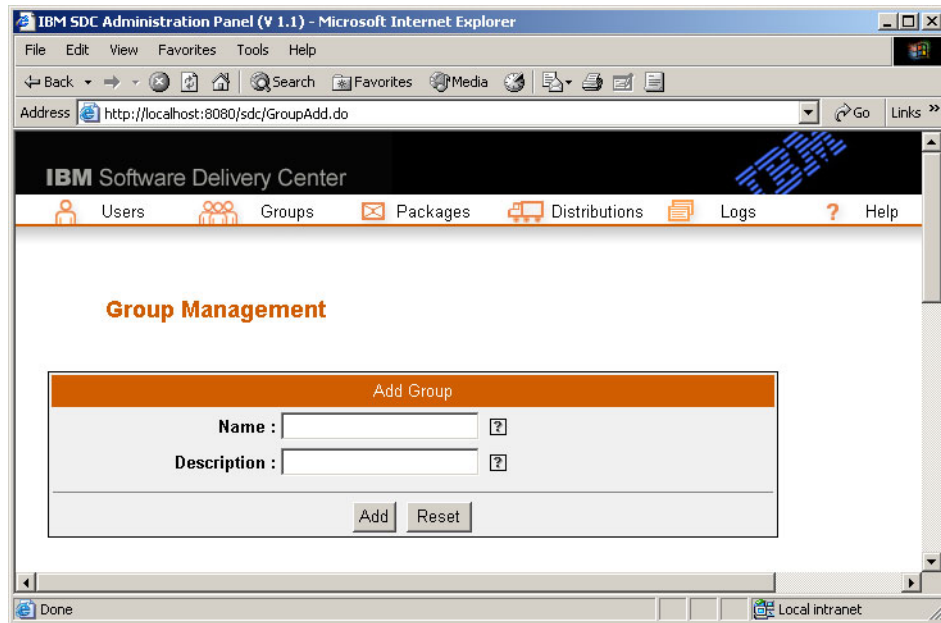 IBM SDC Administration Panel (V 1.1) - Microsoft Internet Explorer
File Edit View Favorites Tools Help
Back Search Favorites Media
Address http://localhost:8080/sdc/GroupAdd.do Go Links »
IBM Software Delivery Center IBM
Users Groups Packages Distributions Logs ? Help
Group Management
Add Group
Name : ?
Description : ?
Add Reset
Done Local intranet